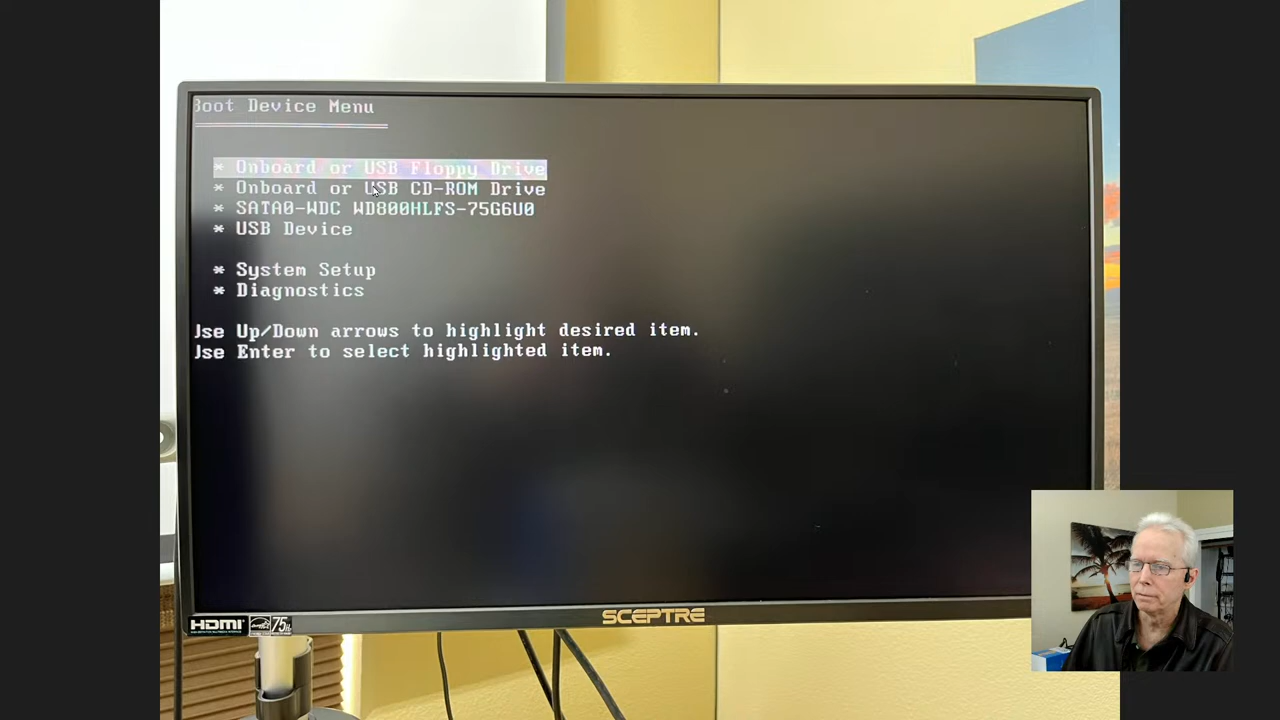 Boot Device Menu
* Onboard or USB Floppy Drive
* Onboard or USB CD-ROM Drive
* SATA0-WDC WD800HLFS-75G6U0
* USB Device
* System Setup
* Diagnostics
Use Up/Down arrows to highlight desired item.
Use Enter to select highlighted item.
HDMI
75
SCEPTRE